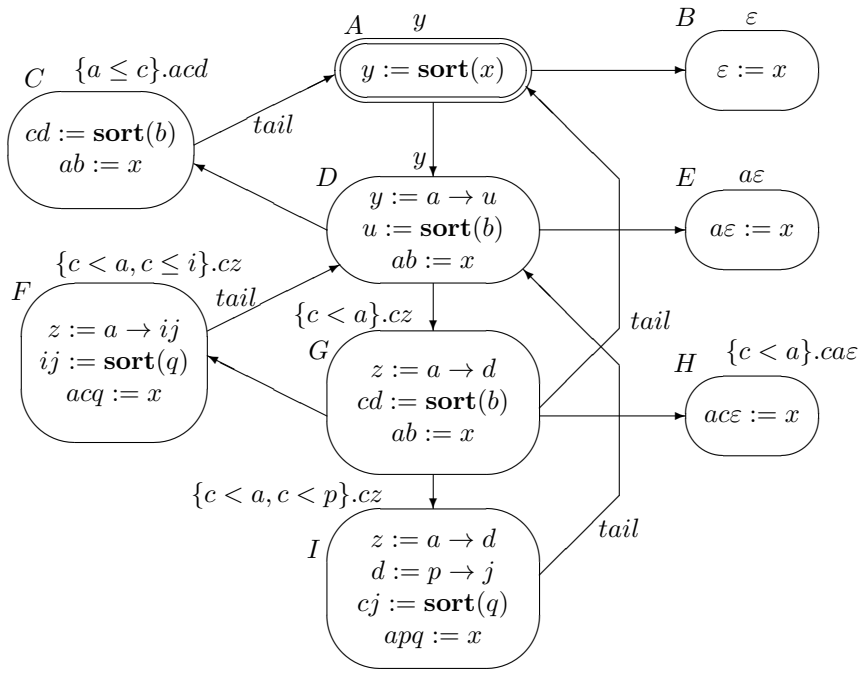 A
y
y := sort(x)
B
ε
ε := x
C
{a ≤ c}.acd
cd := sort(b)
ab := x
tail
y
D
y := a → u
u := sort(b)
ab := x
E
aε
aε := x
{c < a, c ≤ i}.cz
F
z := a → ij
ij := sort(q)
acq := x
tail
{c < a}.cz
G
z := a → d
cd := sort(b)
ab := x
tail
H
{c < a}.caε
acε := x
{c < a, c < p}.cz
I
z := a → d
d := p → j
cj := sort(q)
apq := x
tail